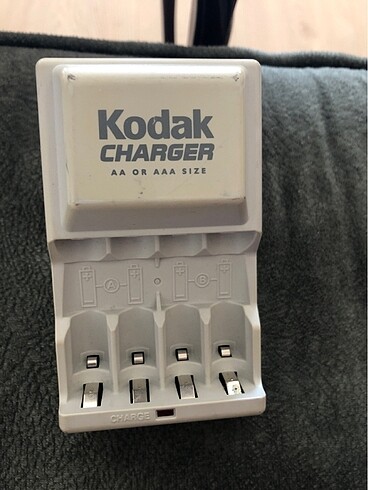 Kodak
CHARGER
AA OR AAA SIZE
A
B
CHARGE